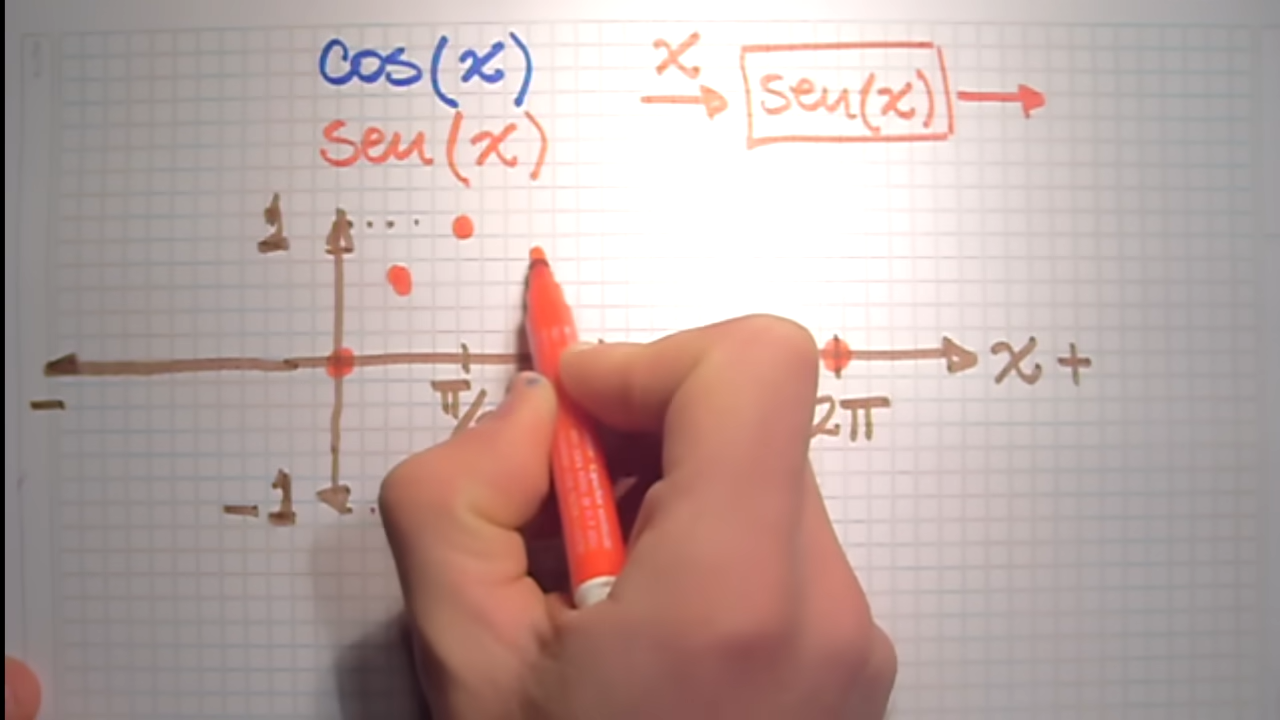 cos(x)
x
sen(x)
sen(x)
1
x +
-
π/
2π
-1